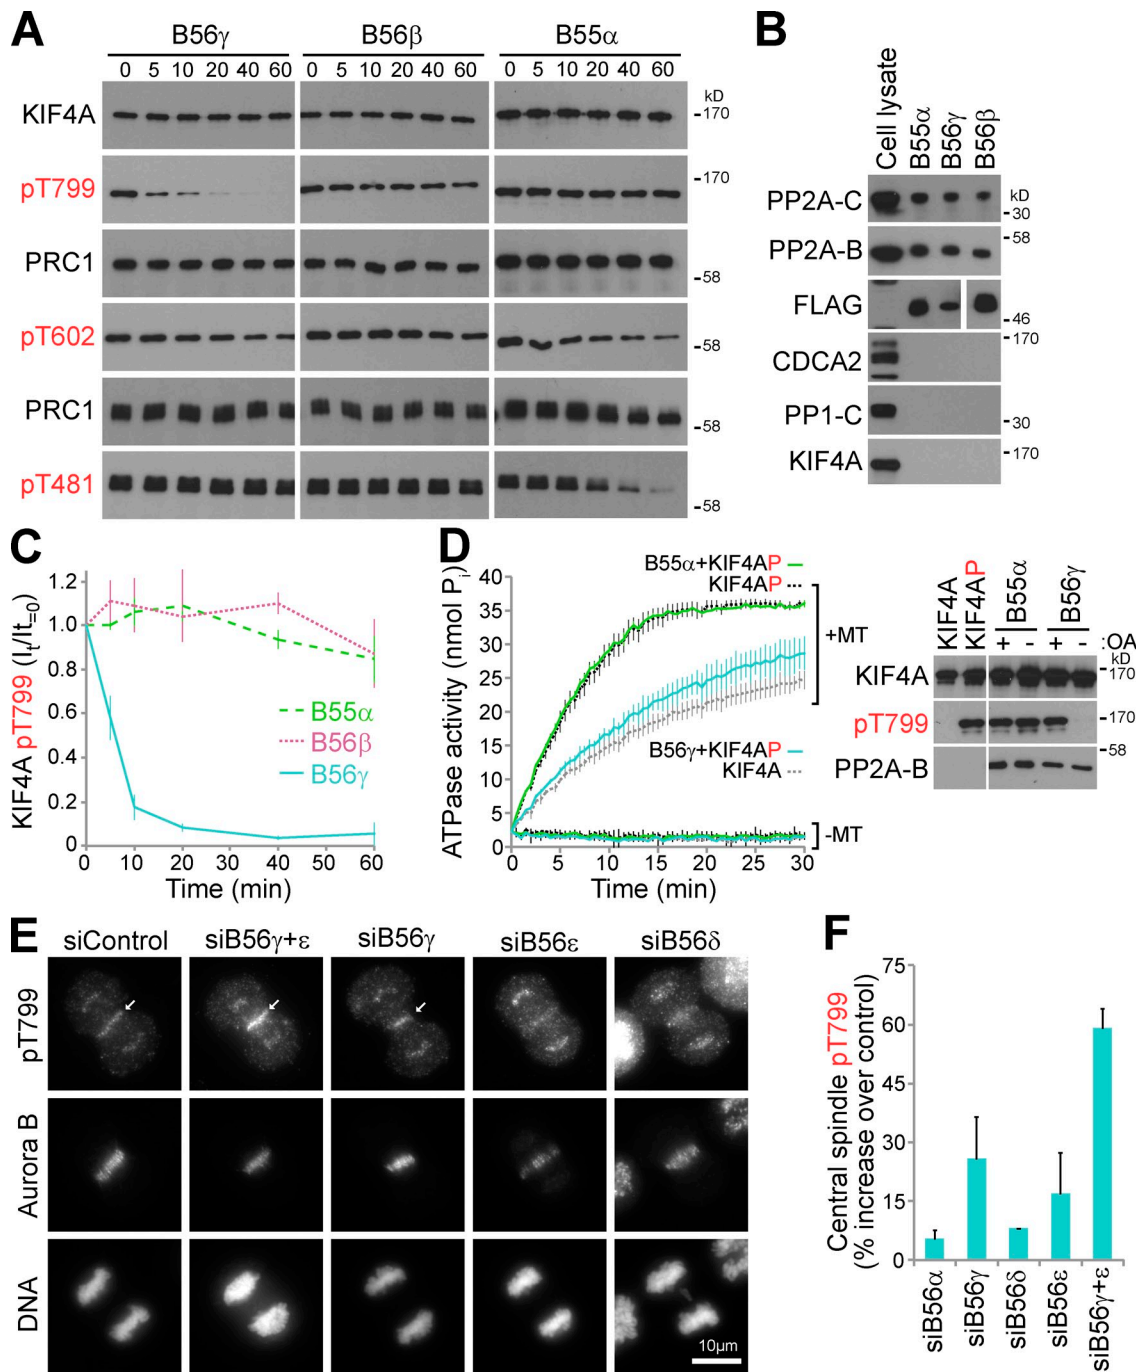 A
B56γ B56β B55α
0 5 10 20 40 60 0 5 10 20 40 60 0 5 10 20 40 60
kD
KIF4A -170
pT799 -170
PRC1 -58
pT602 -58
PRC1 -58
pT481 -58
B
Cell lysate B55α B56γ B56β
kD
PP2A-C -30
PP2A-B -58
FLAG -46
CDCA2 -170
PP1-C -30
KIF4A -170
C
KIF4A pT799 (It/It=0)
1.2
1.0
0.8
0.6
0.4
0.2
0
B55α
B56β
B56γ
0 10 20 30 40 50 60
Time (min)
D
ATPase activity (nmol Pi)
40
35
30
25
20
15
10
5
0
B55α+KIF4AP
KIF4AP
+MT
B56γ+KIF4AP
KIF4A
-MT
0 5 10 15 20 25 30
Time (min)
KIF4A KIF4AP B55α B56γ
+ - + - :OA
kD
KIF4A 170
pT799 170
58
PP2A-B
E
siControl siB56γ+ε siB56γ siB56ε siB56δ
pT799
Aurora B
DNA
10μm
F
Central spindle pT799
(% increase over control)
75
60
45
30
15
0
siB56α siB56γ siB56δ siB56ε siB56γ+ε